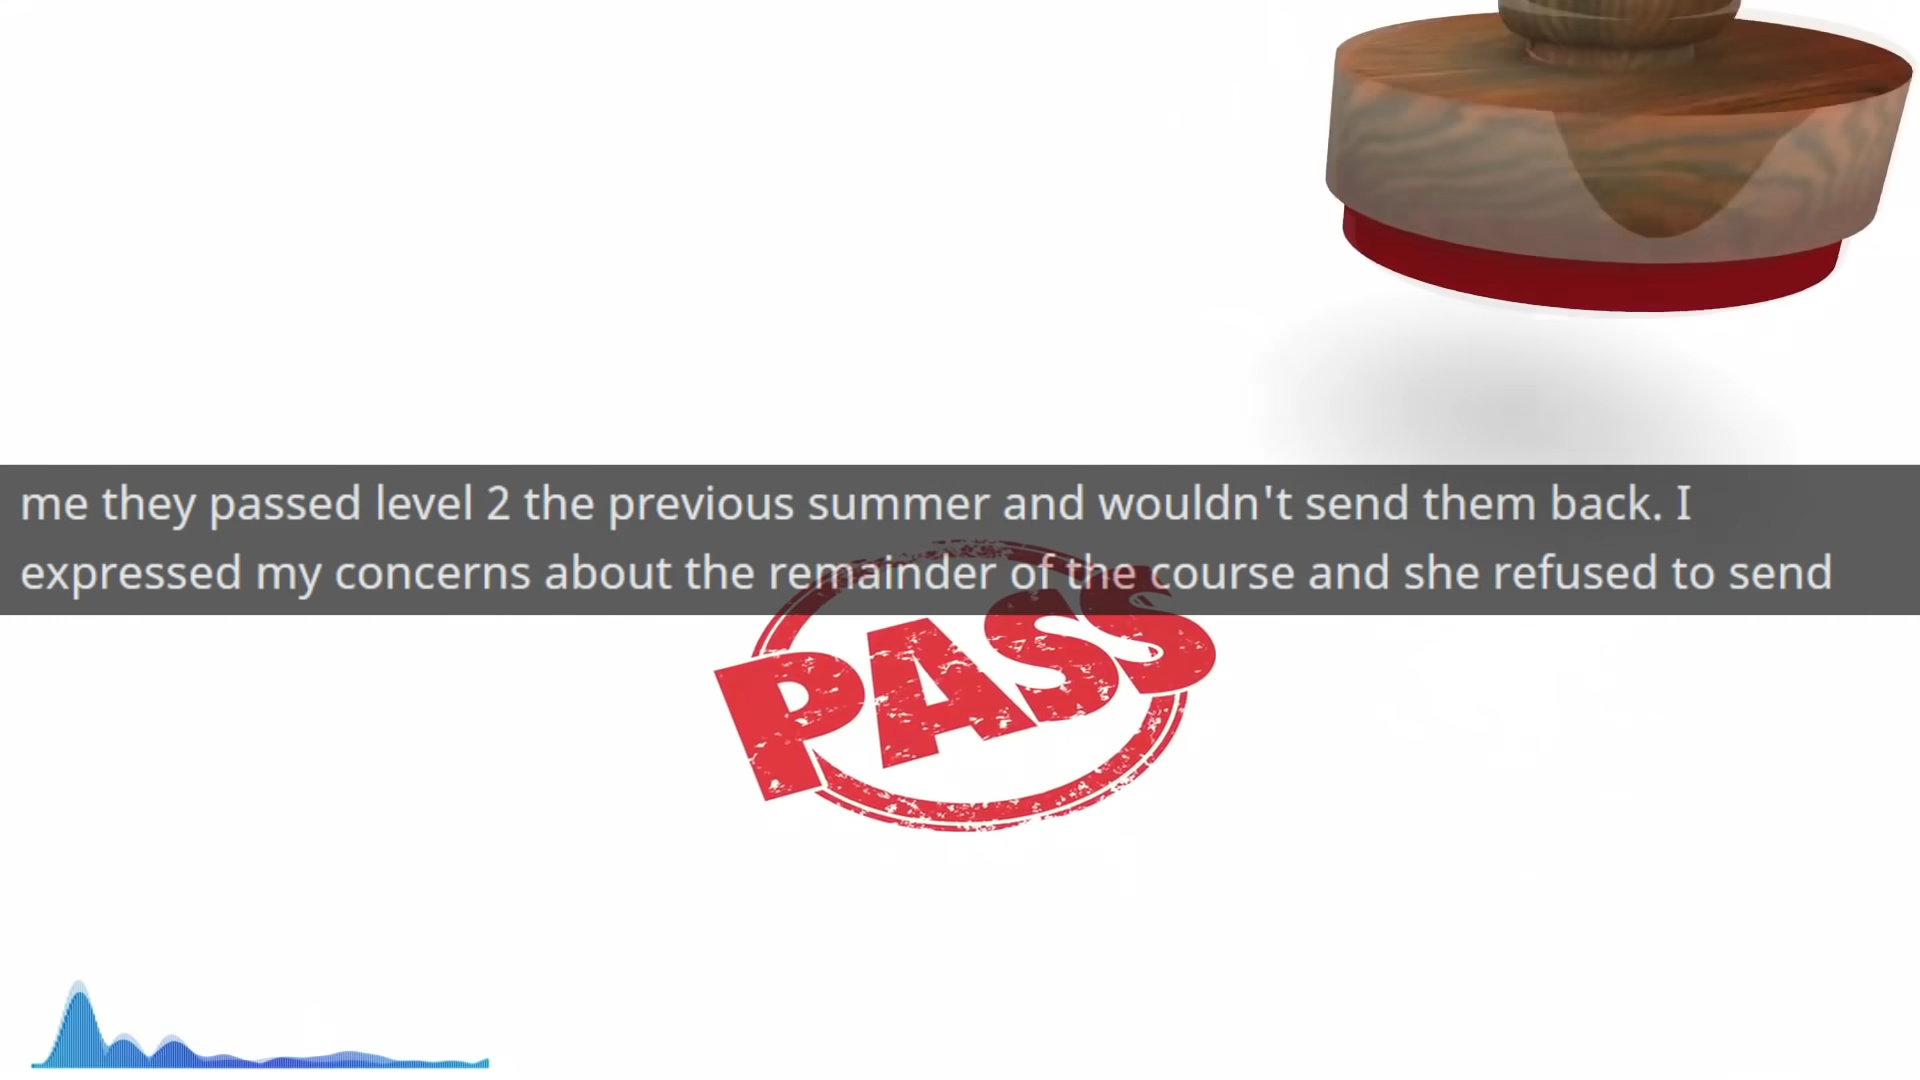 me they passed level 2 the previous summer and wouldn't send them back. I
expressed my concerns about the remainder of the course and she refused to send
PASS